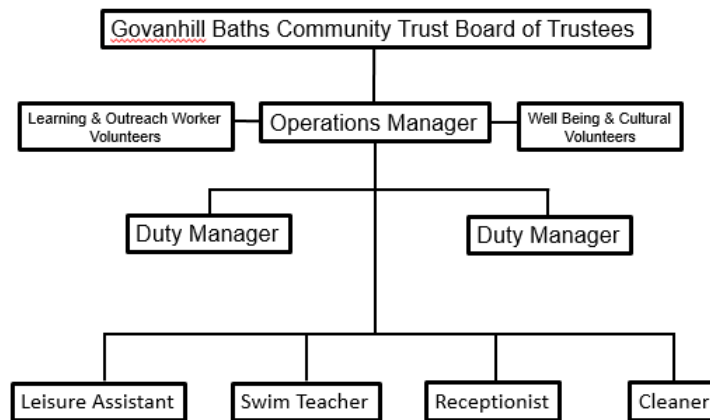 Govanhill Baths Community Trust Board of Trustees
Learning & Outreach Worker
Volunteers
Operations Manager
Well Being & Cultural
Volunteers
Duty Manager
Duty Manager
Leisure Assistant
Swim Teacher
Receptionist
Cleaner